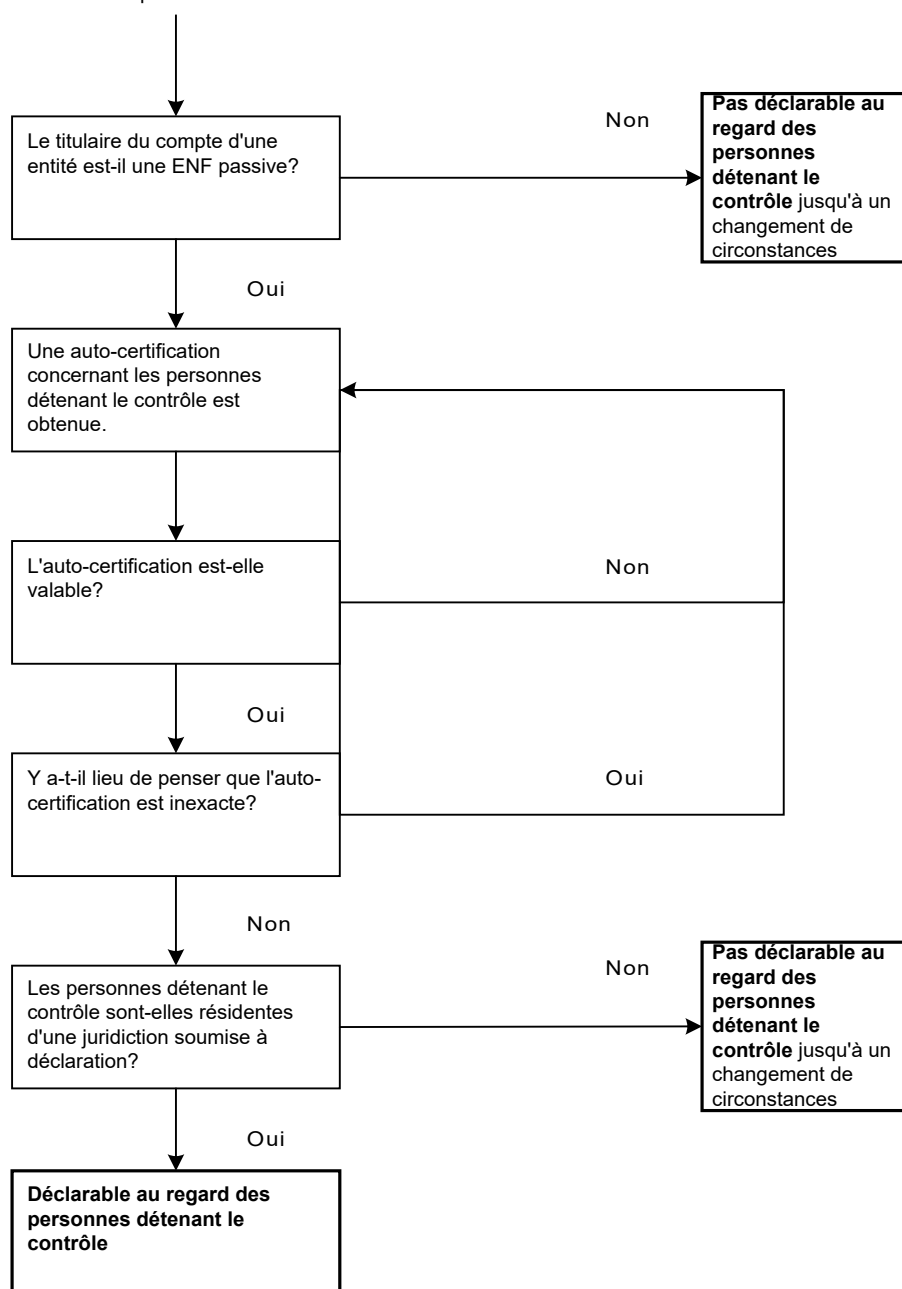 Le titulaire du compte d'une
entité est-il une ENF passive?
Non
Pas déclarable au
regard des
personnes
détenant le
contrôle jusqu'à un
changement de
circonstances
Oui
Une auto-certification
concernant les personnes
détenant le contrôle est
obtenue.
L'auto-certification est-elle
valable?
Non
Oui
Y a-t-il lieu de penser que l'auto-
certification est inexacte?
Oui
Non
Les personnes détenant le
contrôle sont-elles résidentes
d'une juridiction soumise à
déclaration?
Non
Pas déclarable au
regard des
personnes
détenant le
contrôle jusqu'à un
changement de
circonstances
Oui
Déclarable au regard des
personnes détenant le
contrôle